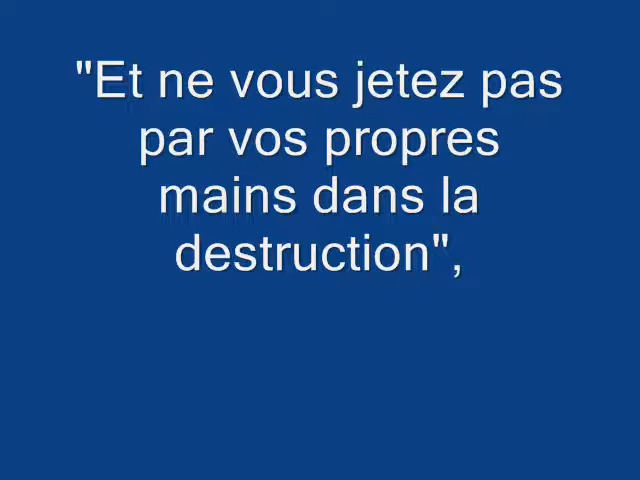 "Et ne vous jetez pas
par vos propres
mains dans la
destruction",